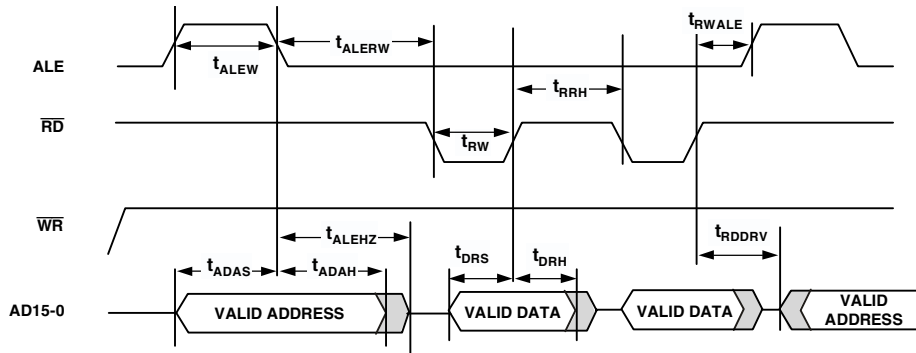 tRWALE
ALE
tALEW
tALERW
tRRH
RD
tRW
WR
tALEHZ
tRDDRV
tADAS
tADAH
tDRS
tDRH
AD15-0
VALID ADDRESS
VALID DATA
VALID DATA
VALID
ADDRESS